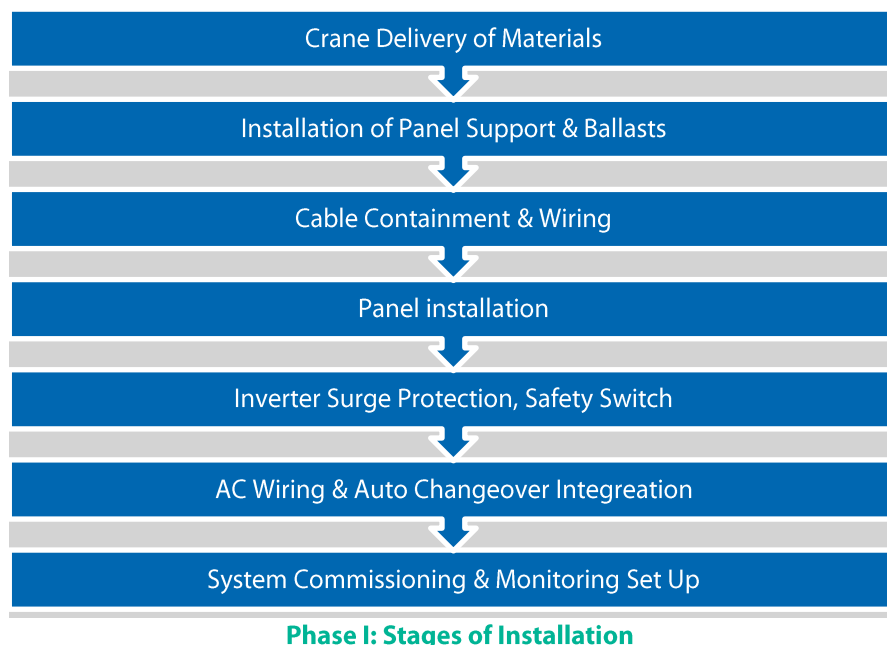 Crane Delivery of Materials
Installation of Panel Support & Ballasts
Cable Containment & Wiring
Panel installation
Inverter Surge Protection, Safety Switch
AC Wiring & Auto Changeover Integreation
System Commissioning & Monitoring Set Up
Phase I: Stages of Installation